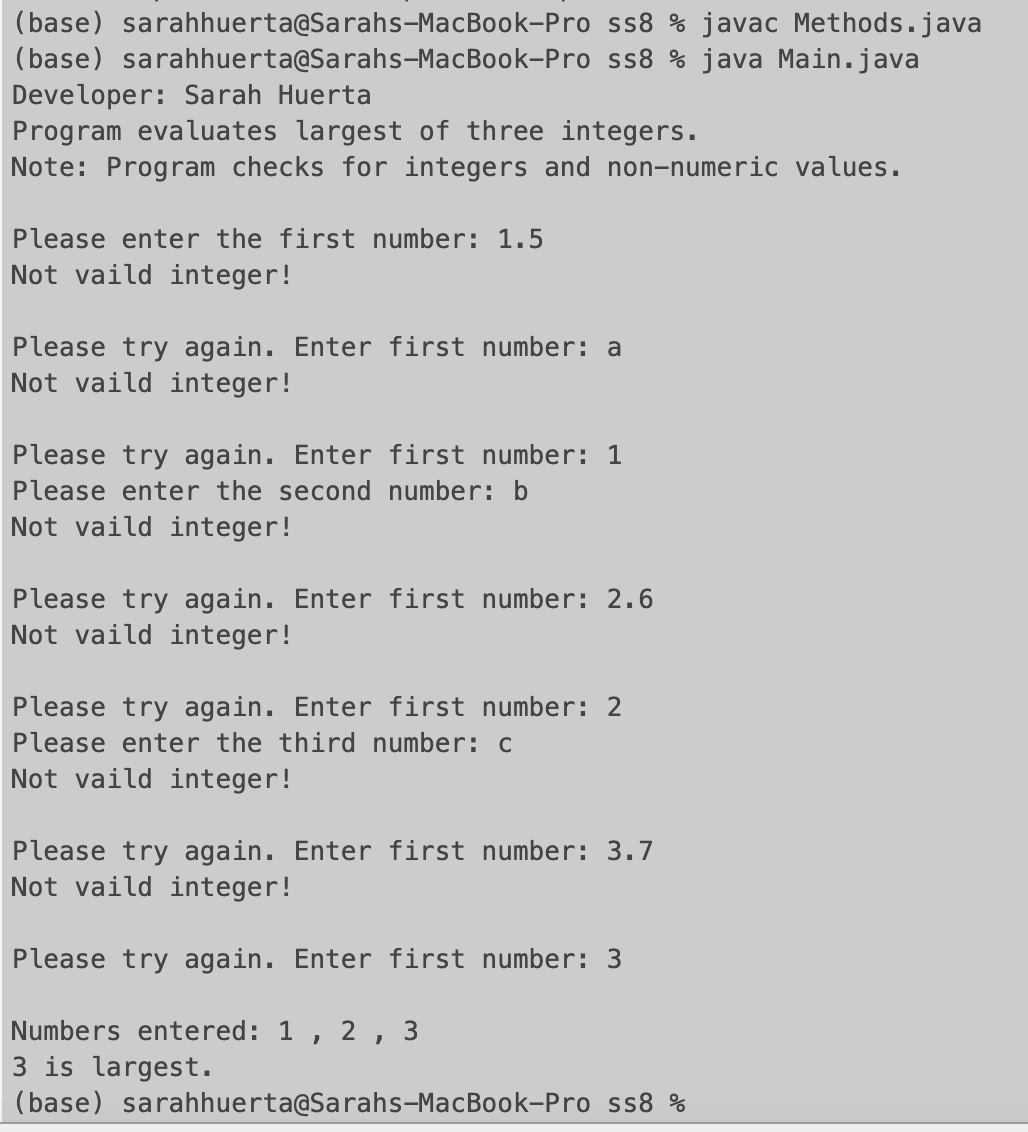 (base) sarahhuerta@Sarahs-MacBook-Pro ss8 % javac Methods.java
(base) sarahhuerta@Sarahs-MacBook-Pro ss8 % java Main.java
Developer: Sarah Huerta
Program evaluates largest of three integers.
Note: Program checks for integers and non-numeric values.

Please enter the first number: 1.5
Not vaild integer!

Please try again. Enter first number: a
Not vaild integer!

Please try again. Enter first number: 1
Please enter the second number: b
Not vaild integer!

Please try again. Enter first number: 2.6
Not vaild integer!

Please try again. Enter first number: 2
Please enter the third number: c
Not vaild integer!

Please try again. Enter first number: 3.7
Not vaild integer!

Please try again. Enter first number: 3

Numbers entered: 1 , 2 , 3
3 is largest.
(base) sarahhuerta@Sarahs-MacBook-Pro ss8 %